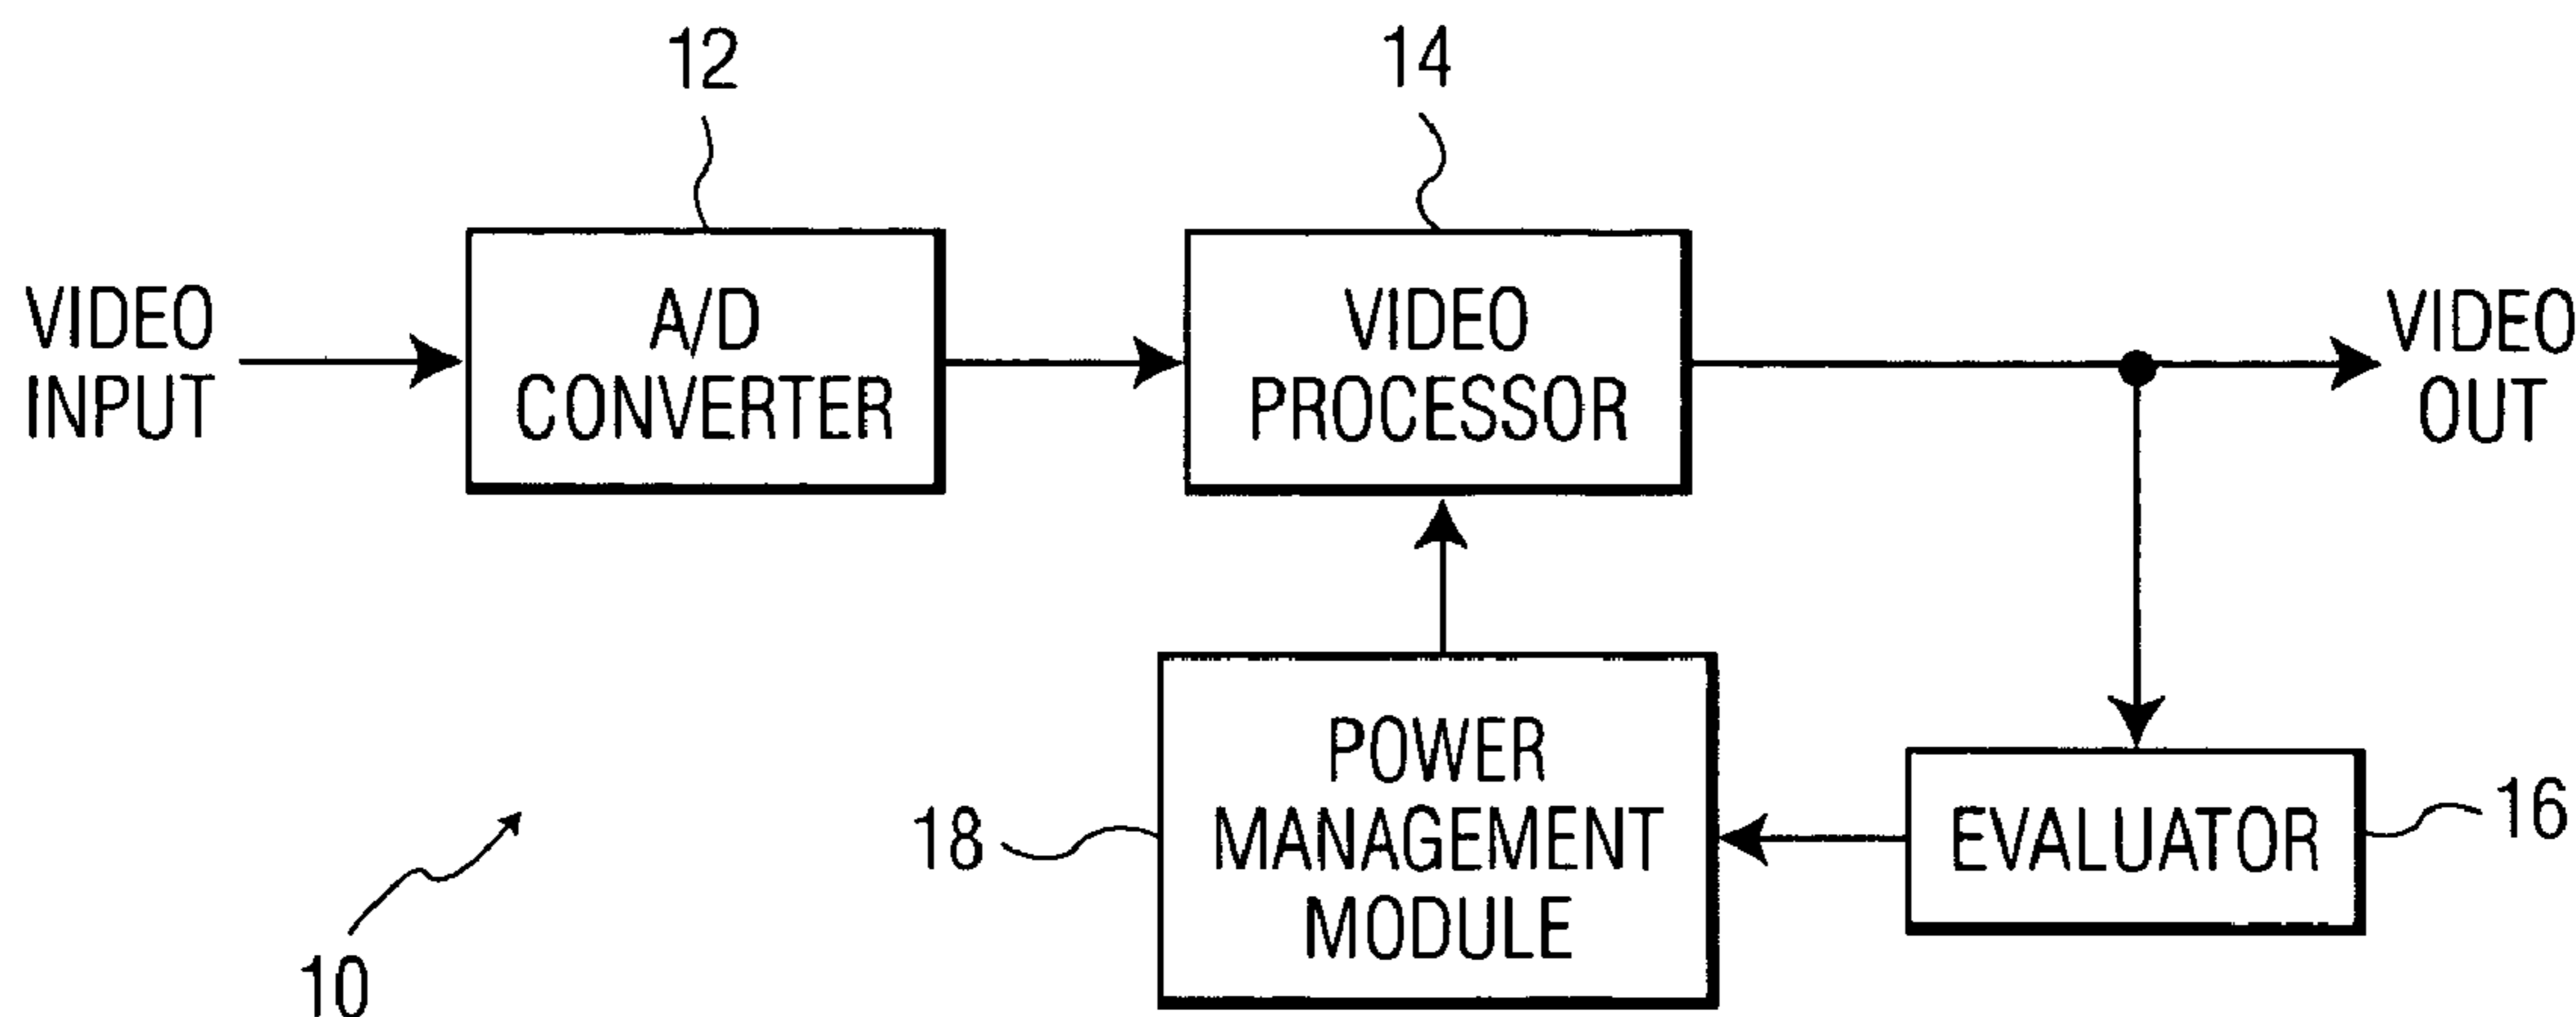 12
14
VIDEO
INPUT
A/D
CONVERTER
VIDEO
PROCESSOR
VIDEO
OUT
POWER
MANAGEMENT
MODULE
18
EVALUATOR
16
10